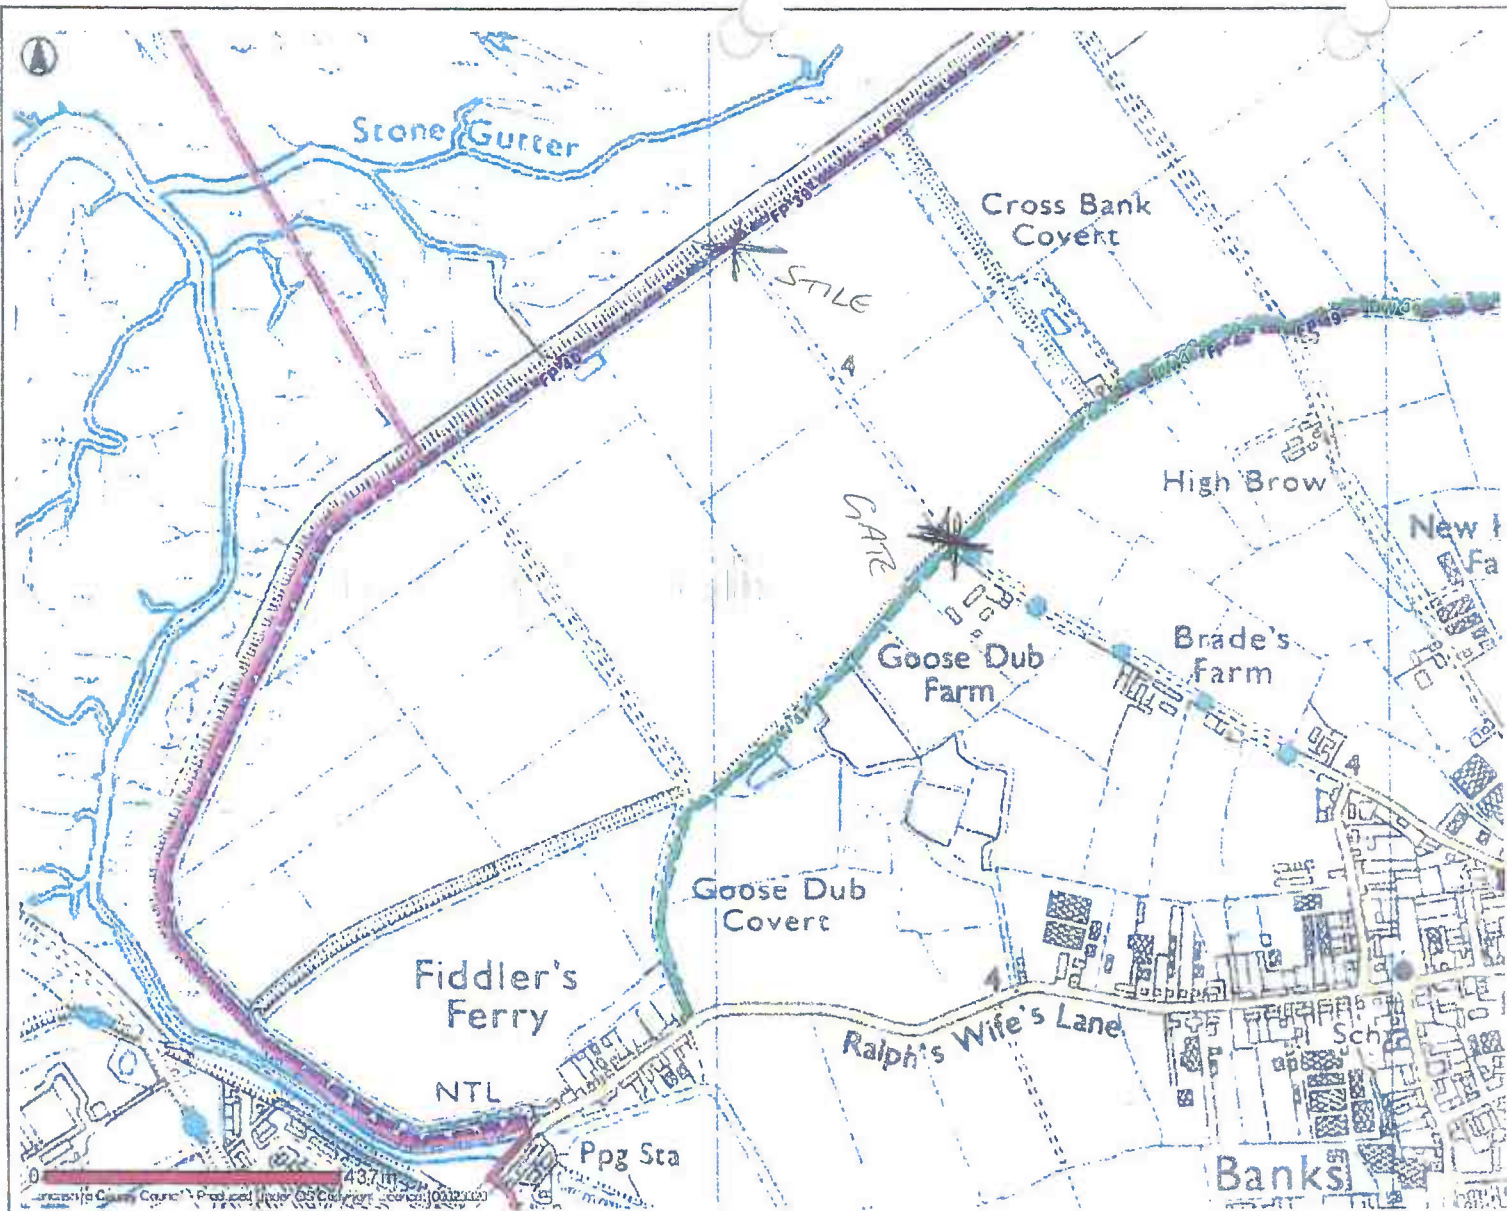 Stone Gutter
Cross Bank
Covert
FP 39
STILE
4
FP 40
FP 49
High Brow
GATE
New
Fa
Goose Dub
Farm
Brade's
Farm
4
Goose Dub
Covert
Fiddler's
Ferry
4
Ralph's Wife's Lane
Sch
NTL
Ppg Sta
Banks
0 437m